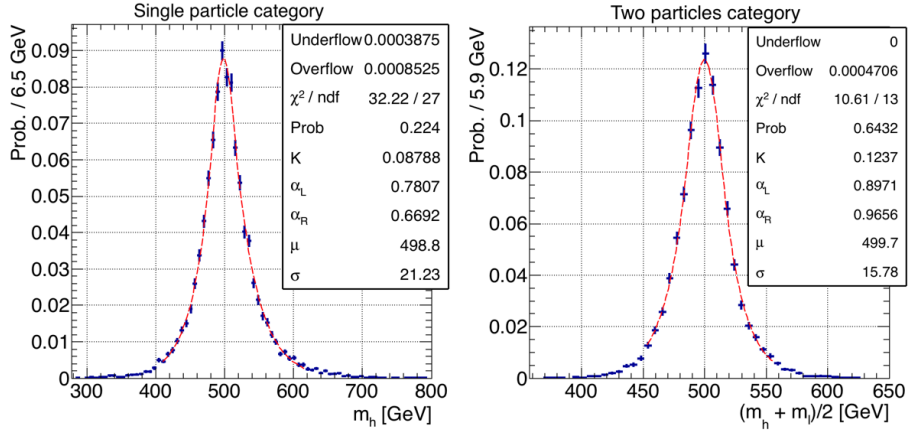 Single particle category
Prob. / 6.5 GeV
0.09
0.08
0.07
0.06
0.05
0.04
0.03
0.02
0.01
0
300 400 500 600 700 800
m_h [GeV]
Underflow 0.0003875
Overflow 0.0008525
χ² / ndf 32.22 / 27
Prob 0.224
K 0.08788
α_L 0.7807
α_R 0.6692
μ 498.8
σ 21.23
Two particles category
Prob. / 5.9 GeV
0.12
0.1
0.08
0.06
0.04
0.02
0
400 450 500 550 600 650
(m_h + m_l)/2 [GeV]
Underflow 0
Overflow 0.0004706
χ² / ndf 10.61 / 13
Prob 0.6432
K 0.1237
α_L 0.8971
α_R 0.9656
μ 499.7
σ 15.78